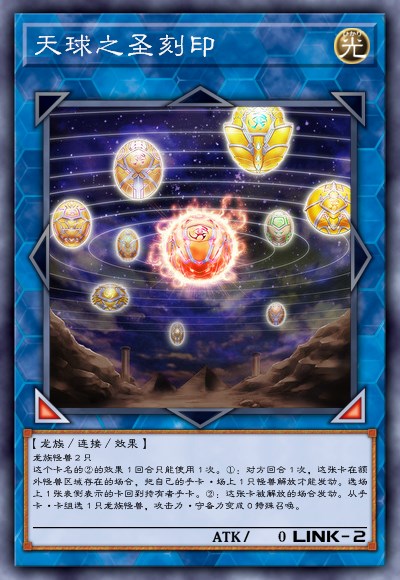 天球之圣刻印
光
【龙族/连接/效果】
龙族怪兽2只
这个卡名的②的效果1回合只能使用1次。①:对方回合1次,这张卡在额
外怪兽区域存在的场合,把自己的手卡·场上1只怪兽解放才能发动。选场
上1张表侧表示的卡回到持有者手卡。②:这张卡被解放的场合发动。从手
卡·卡组选1只龙族怪兽,攻击力·守备力变成0特殊召唤。
ATK/ 0 LINK-2